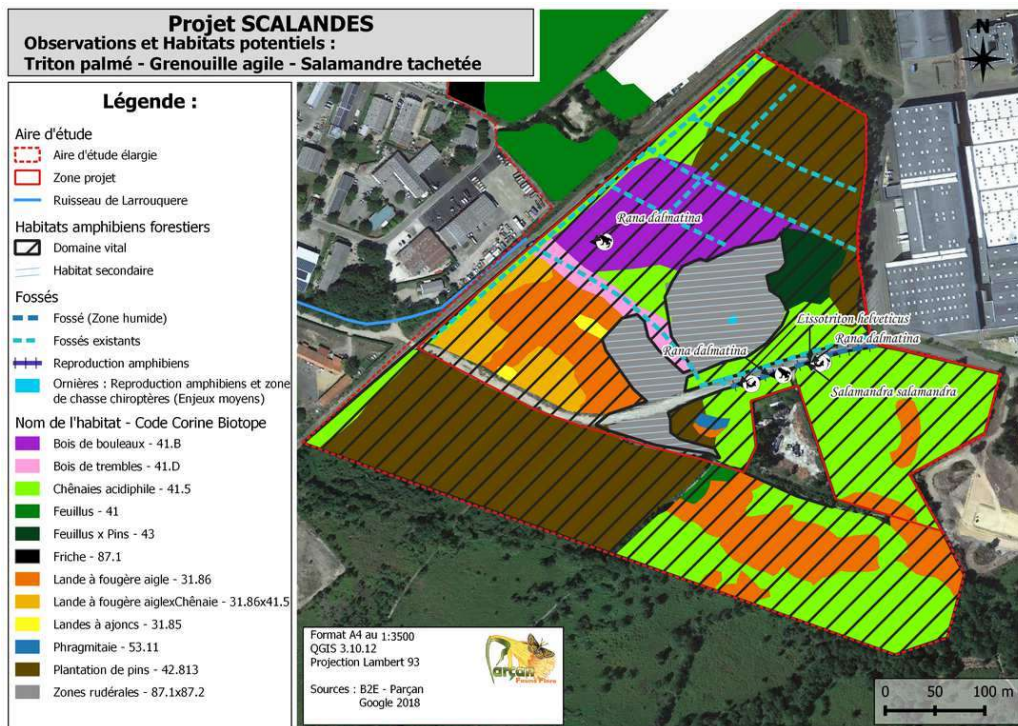 Projet SCALANDES
Observations et Habitats potentiels :
Triton palmé - Grenouille agile - Salamandre tachetée
Légende :
Aire d'étude
Aire d'étude élargie
Zone projet
Ruisseau de Larrouquere
Habitats amphibiens forestiers
Domaine vital
Habitat secondaire
Fossés
Fossé (Zone humide)
Fossés existants
Reproduction amphibiens
Ornières : Reproduction amphibiens et zone
de chasse chiroptères (Enjeux moyens)
Nom de l'habitat - Code Corine Biotope
Bois de bouleaux - 41.B
Bois de trembles - 41.D
Chênaies acidiphile - 41.5
Feuillus - 41
Feuillus x Pins - 43
Friche - 87.1
Lande à fougère aigle - 31.86
Lande à fougère aiglexChênaie - 31.86x41.5
Landes à ajoncs - 31.85
Phragmitaie - 53.11
Plantation de pins - 42.813
Zones rudérales - 87.1x87.2
N
Rana dalmatina
Lissotriton helveticus
Rana dalmatina
Rana dalmatina
Salamandra salamandra
Format A4 au 1:3500
QGIS 3.10.12
Projection Lambert 93
Sources : B2E - Parçan
Google 2018
Parçan
Fauna Flora
0 50 100 m